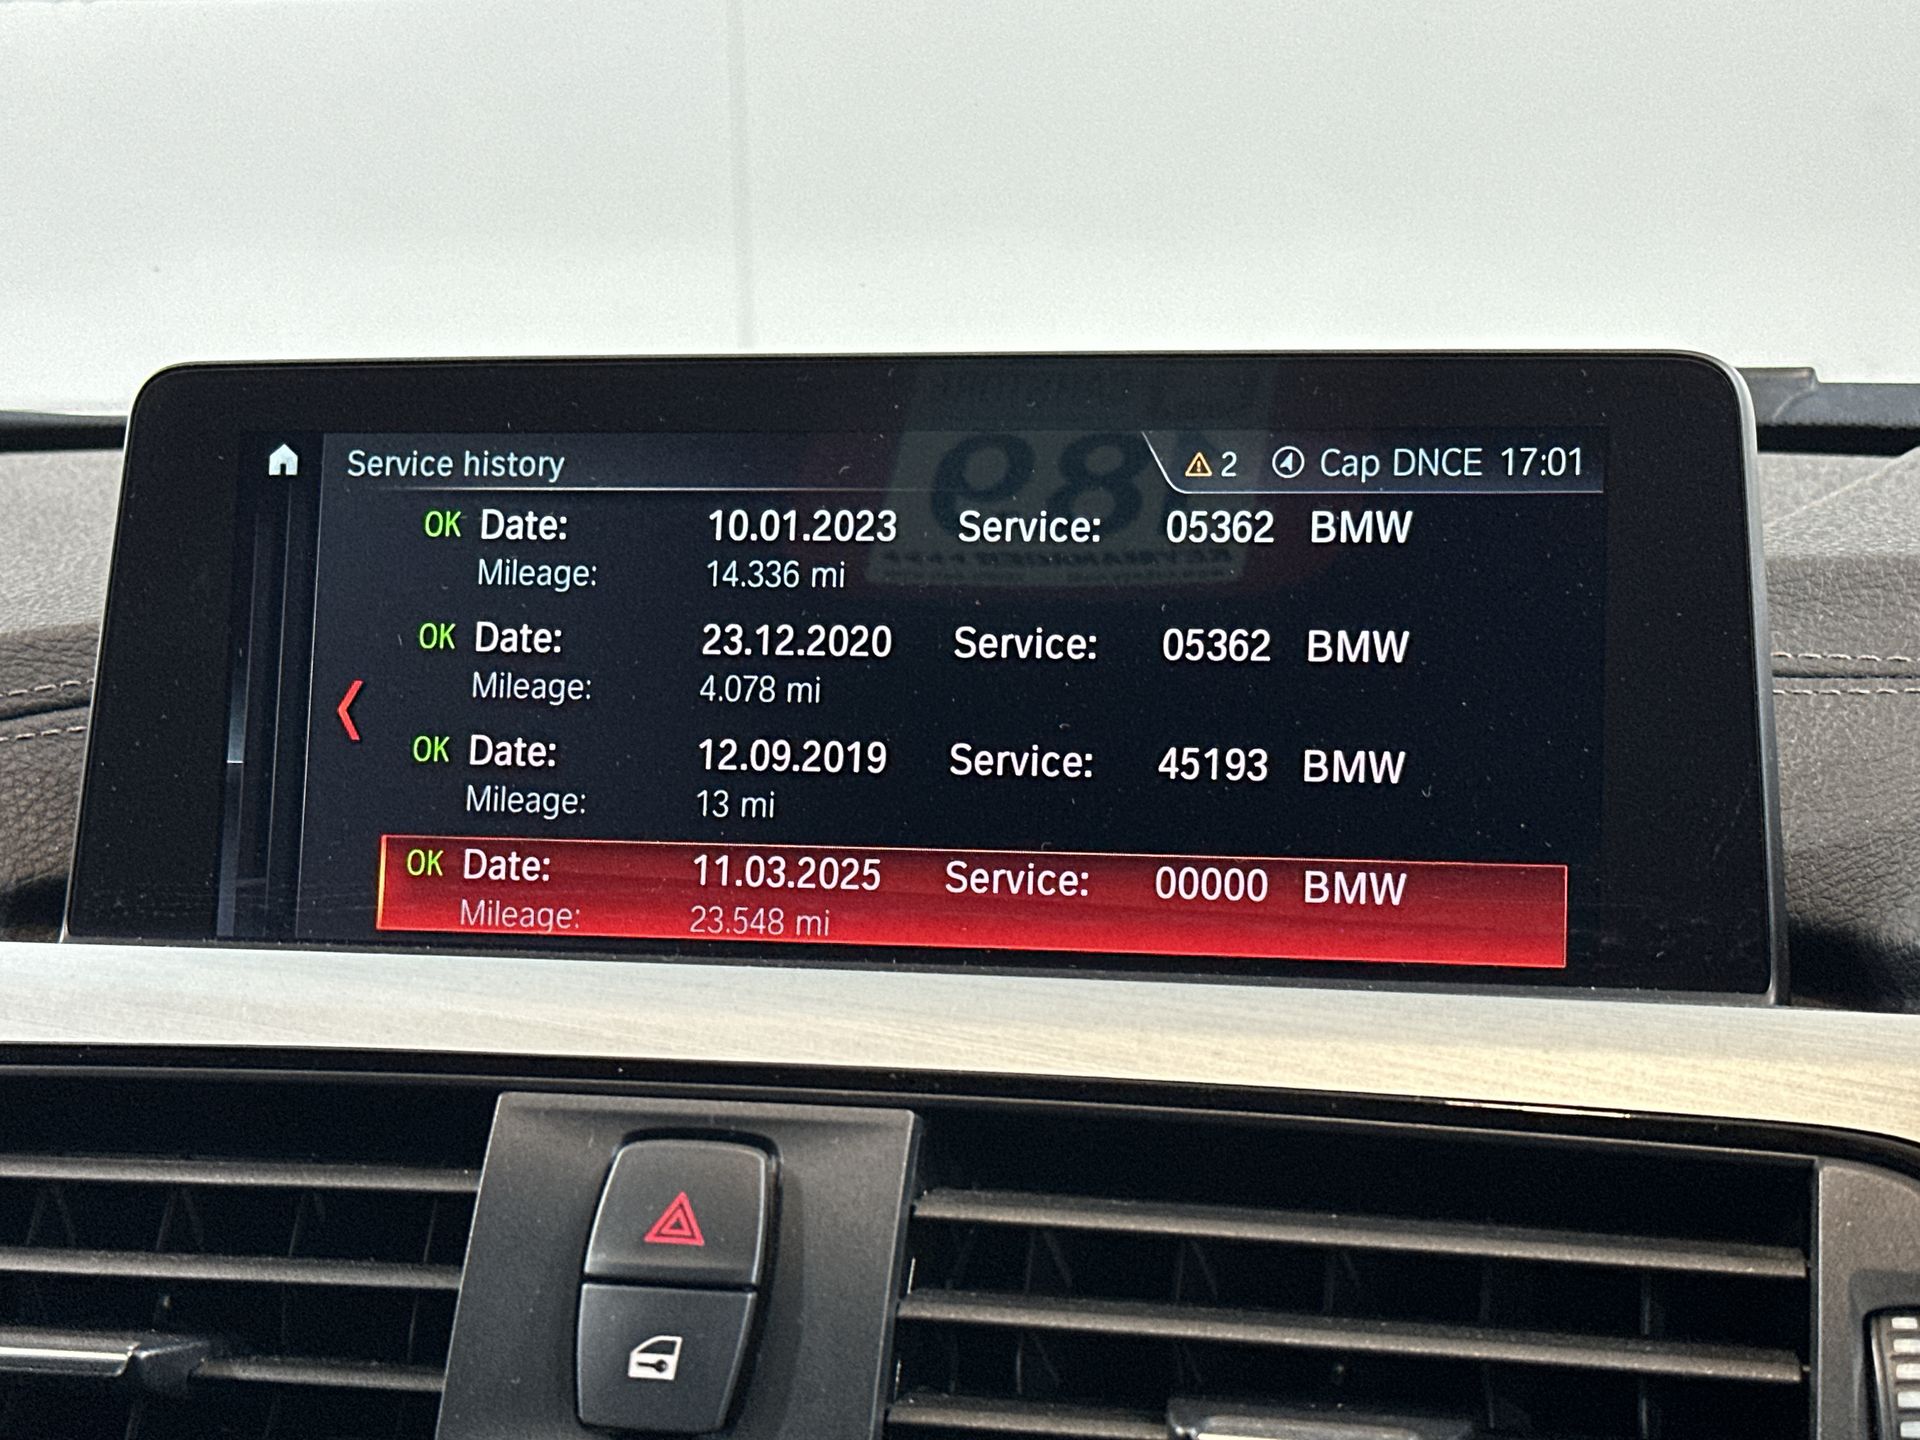 Service history
2 Cap DNCE 17:01
OK Date: 10.01.2023 Service: 05362 BMW
Mileage: 14.336 mi
OK Date: 23.12.2020 Service: 05362 BMW
Mileage: 4.078 mi
OK Date: 12.09.2019 Service: 45193 BMW
Mileage: 13 mi
OK Date: 11.03.2025 Service: 00000 BMW
Mileage: 23.548 mi